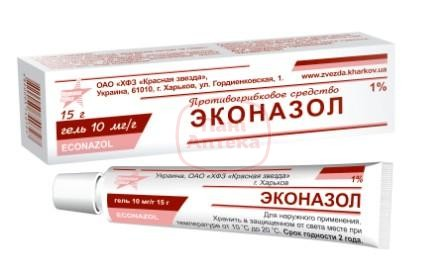 ОАО «ХФЗ «Красная звезда»,
Украина, 61010, г. Харьков, ул. Гордиенковская, 1.
www.zvezda.kharkov.ua
Противогрибковое средство
1%
15 г
гель 10 мг/г
ЭКОНАЗОЛ
ECONAZOL
Аптека
Украина, ОАО «ХФЗ «Красная звезда»
г. Харьков
1%
гель 10 мг/г 15 г
ЭКОНАЗОЛ
Для наружного применения.
ECONAZOL
Хранить в защищенном от света месте при
температуре от 10 °С до 20 °С. Срок годности 2 года.